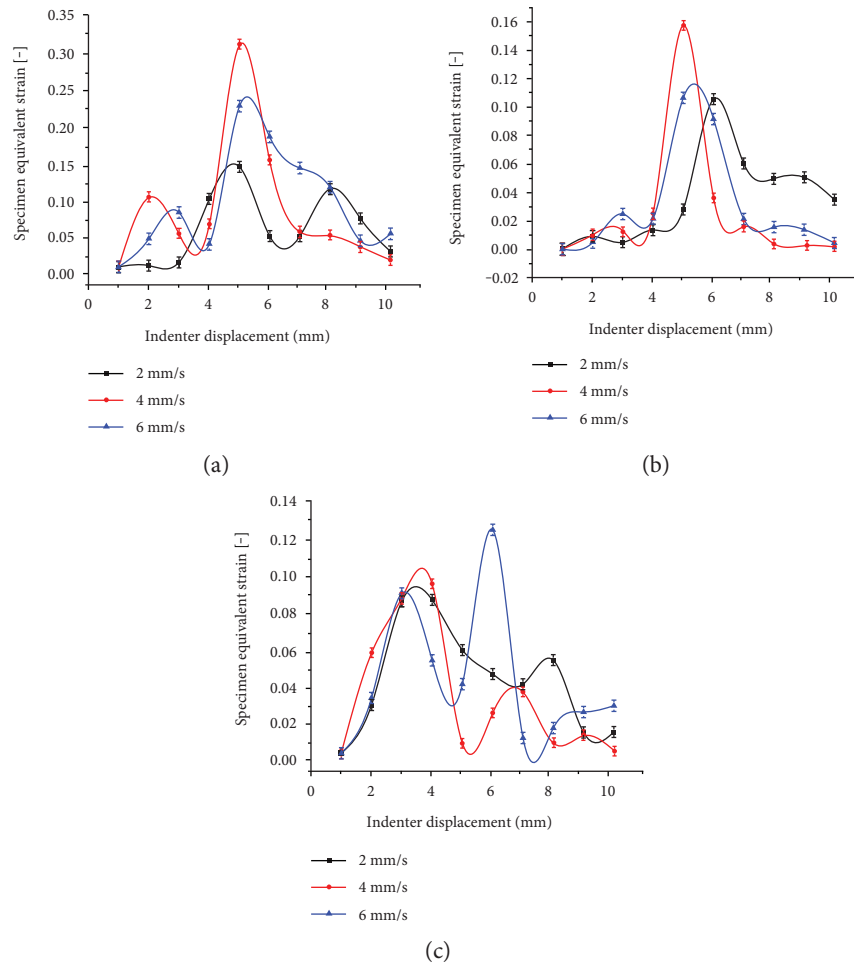 0.35
0.30
0.25
0.20
0.15
0.10
0.05
0.00
Specimen equivalent strain [-]
0 2 4 6 8 10
Indenter displacement (mm)
2 mm/s
4 mm/s
6 mm/s
(a)
0.16
0.14
0.12
0.10
0.08
0.06
0.04
0.02
0.00
−0.02
Specimen equivalent strain [-]
0 2 4 6 8 10
Indenter displacement (mm)
2 mm/s
4 mm/s
6 mm/s
(b)
0.14
0.12
0.10
0.08
0.06
0.04
0.02
0.00
Specimen equivalent strain [-]
0 2 4 6 8 10
Indenter displacement (mm)
2 mm/s
4 mm/s
6 mm/s
(c)